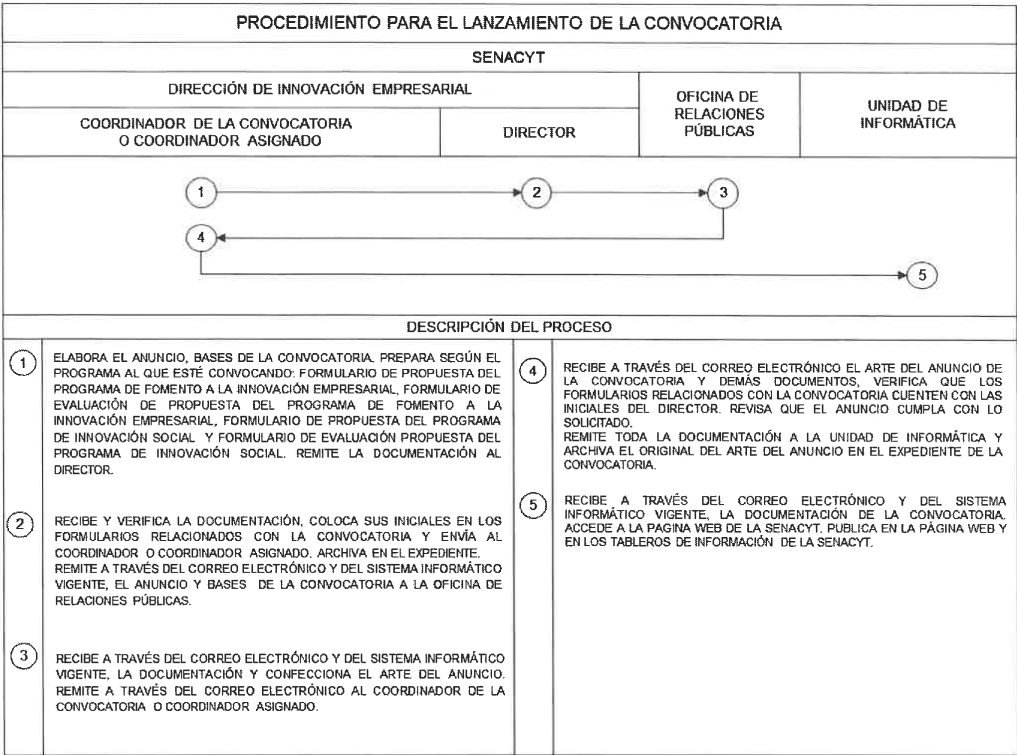 PROCEDIMIENTO PARA EL LANZAMIENTO DE LA CONVOCATORIA
SENACYT
DIRECCIÓN DE INNOVACIÓN EMPRESARIAL
OFICINA DE
RELACIONES
PÚBLICAS
UNIDAD DE
INFORMÁTICA
COORDINADOR DE LA CONVOCATORIA
O COORDINADOR ASIGNADO
DIRECTOR
1
2
3
4
5
DESCRIPCIÓN DEL PROCESO
1
ELABORA EL ANUNCIO, BASES DE LA CONVOCATORIA. PREPARA SEGÚN EL
PROGRAMA AL QUE ESTÉ CONVOCANDO: FORMULARIO DE PROPUESTA DEL
PROGRAMA DE FOMENTO A LA INNOVACIÓN EMPRESARIAL, FORMULARIO DE
EVALUACIÓN DE PROPUESTA DEL PROGRAMA DE FOMENTO A LA
INNOVACIÓN EMPRESARIAL, FORMULARIO DE PROPUESTA DEL PROGRAMA
DE INNOVACIÓN SOCIAL Y FORMULARIO DE EVALUACIÓN PROPUESTA DEL
PROGRAMA DE INNOVACIÓN SOCIAL. REMITE LA DOCUMENTACIÓN AL
DIRECTOR.
2
RECIBE Y VERIFICA LA DOCUMENTACIÓN, COLOCA SUS INICIALES EN LOS
FORMULARIOS RELACIONADOS CON LA CONVOCATORIA Y ENVÍA AL
COORDINADOR O COORDINADOR ASIGNADO. ARCHIVA EN EL EXPEDIENTE.
REMITE A TRAVÉS DEL CORREO ELECTRÓNICO Y DEL SISTEMA INFORMÁTICO
VIGENTE, EL ANUNCIO Y BASES DE LA CONVOCATORIA A LA OFICINA DE
RELACIONES PÚBLICAS.
3
RECIBE A TRAVÉS DEL CORREO ELECTRÓNICO Y DEL SISTEMA INFORMÁTICO
VIGENTE, LA DOCUMENTACIÓN Y CONFECCIONA EL ARTE DEL ANUNCIO.
REMITE A TRAVÉS DEL CORREO ELECTRÓNICO AL COORDINADOR DE LA
CONVOCATORIA O COORDINADOR ASIGNADO.
4
RECIBE A TRAVÉS DEL CORREO ELECTRÓNICO EL ARTE DEL ANUNCIO DE
LA CONVOCATORIA Y DEMÁS DOCUMENTOS, VERIFICA QUE LOS
FORMULARIOS RELACIONADOS CON LA CONVOCATORIA CUENTEN CON LAS
INICIALES DEL DIRECTOR. REVISA QUE EL ANUNCIO CUMPLA CON LO
SOLICITADO.
REMITE TODA LA DOCUMENTACIÓN A LA UNIDAD DE INFORMÁTICA Y
ARCHIVA EL ORIGINAL DEL ARTE DEL ANUNCIO EN EL EXPEDIENTE DE LA
CONVOCATORIA.
5
RECIBE A TRAVÉS DEL CORREO ELECTRÓNICO Y DEL SISTEMA
INFORMÁTICO VIGENTE, LA DOCUMENTACIÓN DE LA CONVOCATORIA.
ACCEDE A LA PAGINA WEB DE LA SENACYT. PUBLICA EN LA PÁGINA WEB Y
EN LOS TABLEROS DE INFORMACIÓN DE LA SENACYT.